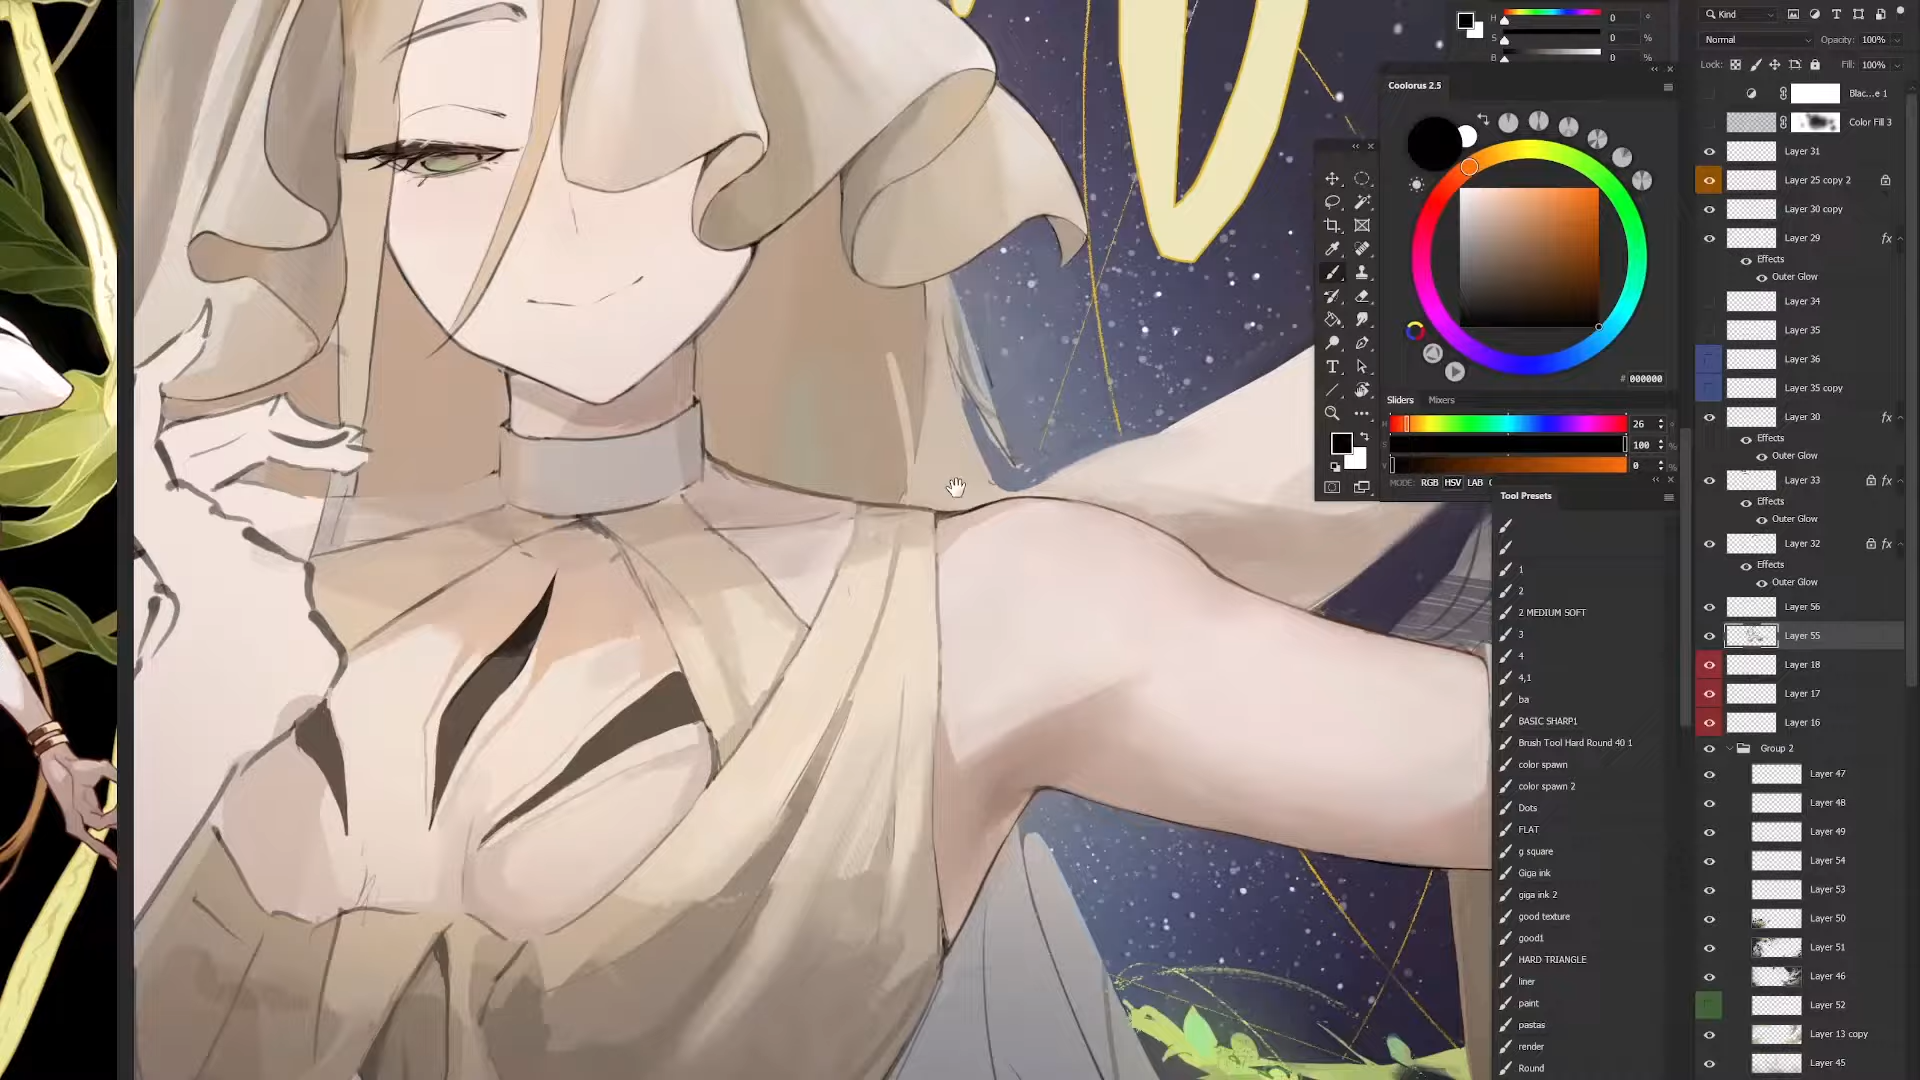 H 0 °
S 0 %
B 0 %
Coolorus 2.5
# 000000
Sliders Mixers
H 26 °
S 100 %
V 0 %
MODE: RGB HSV LAB
Tool Presets
1
2
2 MEDIUM SOFT
3
4
4,1
ba
BASIC SHARP1
Brush Tool Hard Round 40 1
color spawn
color spawn 2
Dots
FLAT
g square
Giga ink
giga ink 2
good texture
good1
HARD TRIANGLE
liner
paint
pastas
render
Round
Kind
Normal Opacity: 100%
Lock: Fill: 100%
Blac...e 1
Color Fill 3
Layer 31
Layer 25 copy 2
Layer 30 copy
Layer 29 fx
Effects
Outer Glow
Layer 34
Layer 35
Layer 36
Layer 35 copy
Layer 30 fx
Effects
Outer Glow
Layer 33 fx
Effects
Outer Glow
Layer 32 fx
Effects
Outer Glow
Layer 56
Layer 55
Layer 18
Layer 17
Layer 16
Group 2
Layer 47
Layer 48
Layer 49
Layer 54
Layer 53
Layer 50
Layer 51
Layer 46
Layer 52
Layer 13 copy
Layer 45